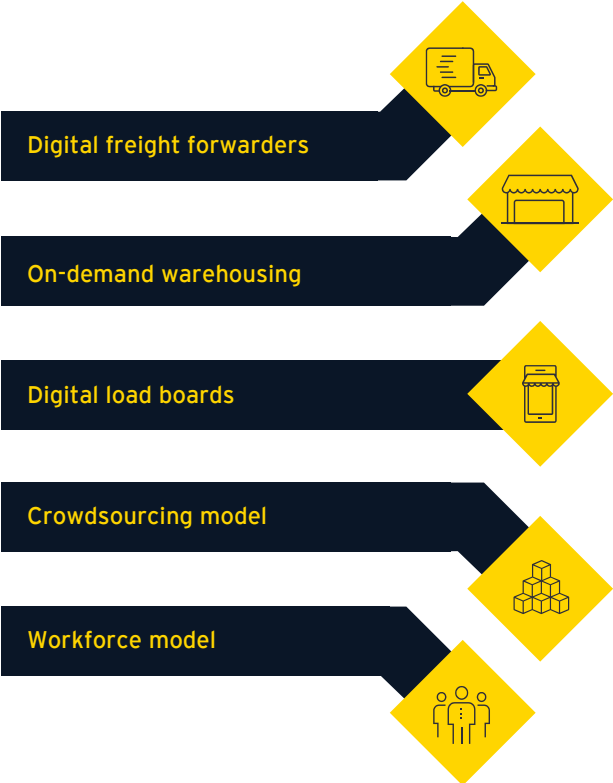 Digital freight forwarders
On-demand warehousing
Digital load boards
Crowdsourcing model
Workforce model